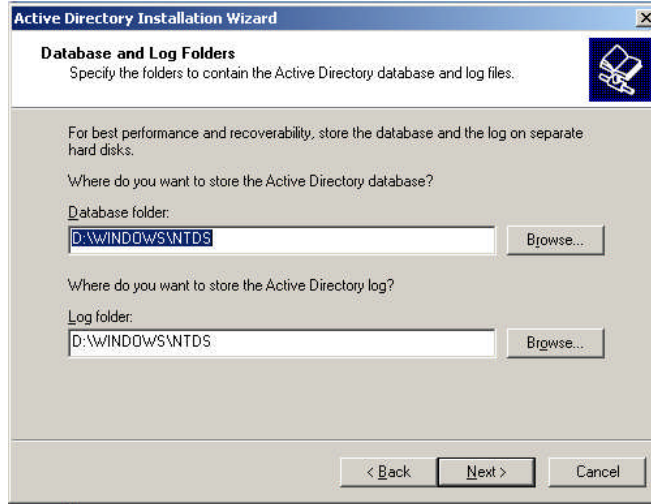 Active Directory Installation Wizard
Database and Log Folders
Specify the folders to contain the Active Directory database and log files.
For best performance and recoverability, store the database and the log on separate
hard disks.
Where do you want to store the Active Directory database?
Database folder:
D:\WINDOWS\NTDS
Browse...
Where do you want to store the Active Directory log?
Log folder:
D:\WINDOWS\NTDS
Browse...
< Back Next > Cancel